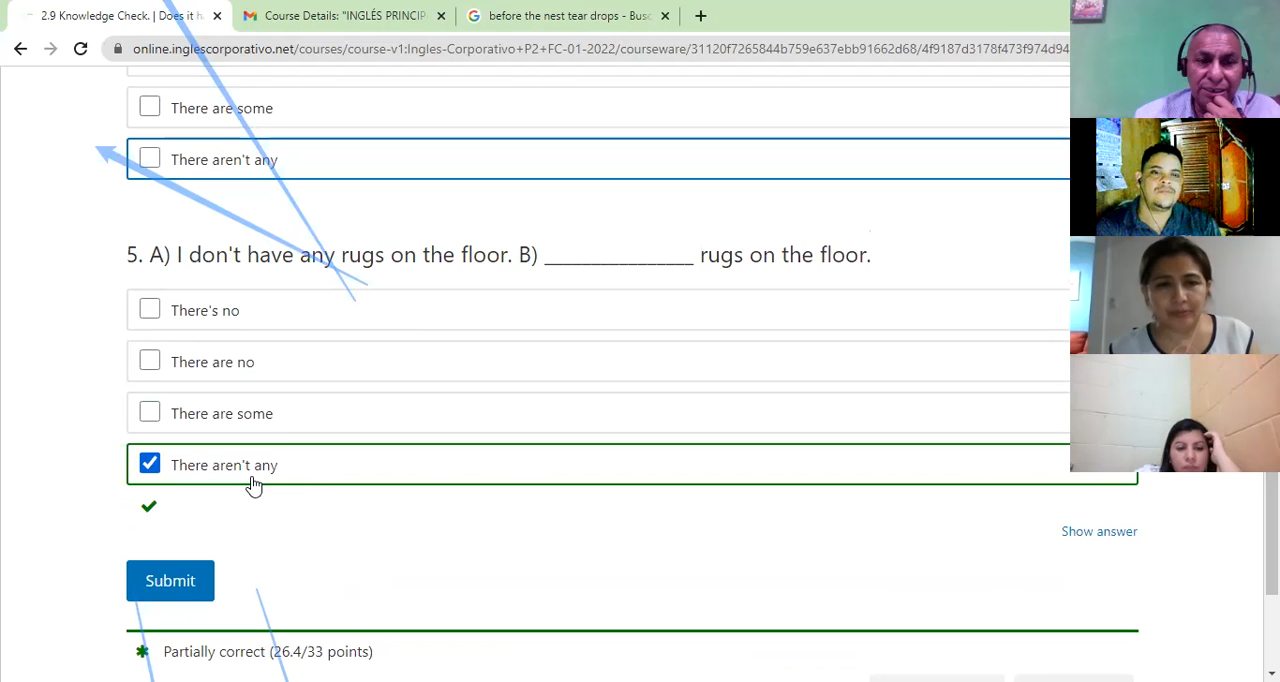 2.9 Knowledge Check. | Does it h
Course Details: "INGLÉS PRINCIP
before the nest tear drops - Busc
online.inglescorporativo.net/courses/course-v1:Ingles-Corporativo+P2+FC-01-2022/courseware/31120f7265844b759e637ebb91662d68/4f9187d3178f473f974d94
There are some
There aren't any
5. A) I don't have any rugs on the floor. B) _______________ rugs on the floor.
There's no
There are no
There are some
There aren't any
Show answer
Submit
Partially correct (26.4/33 points)